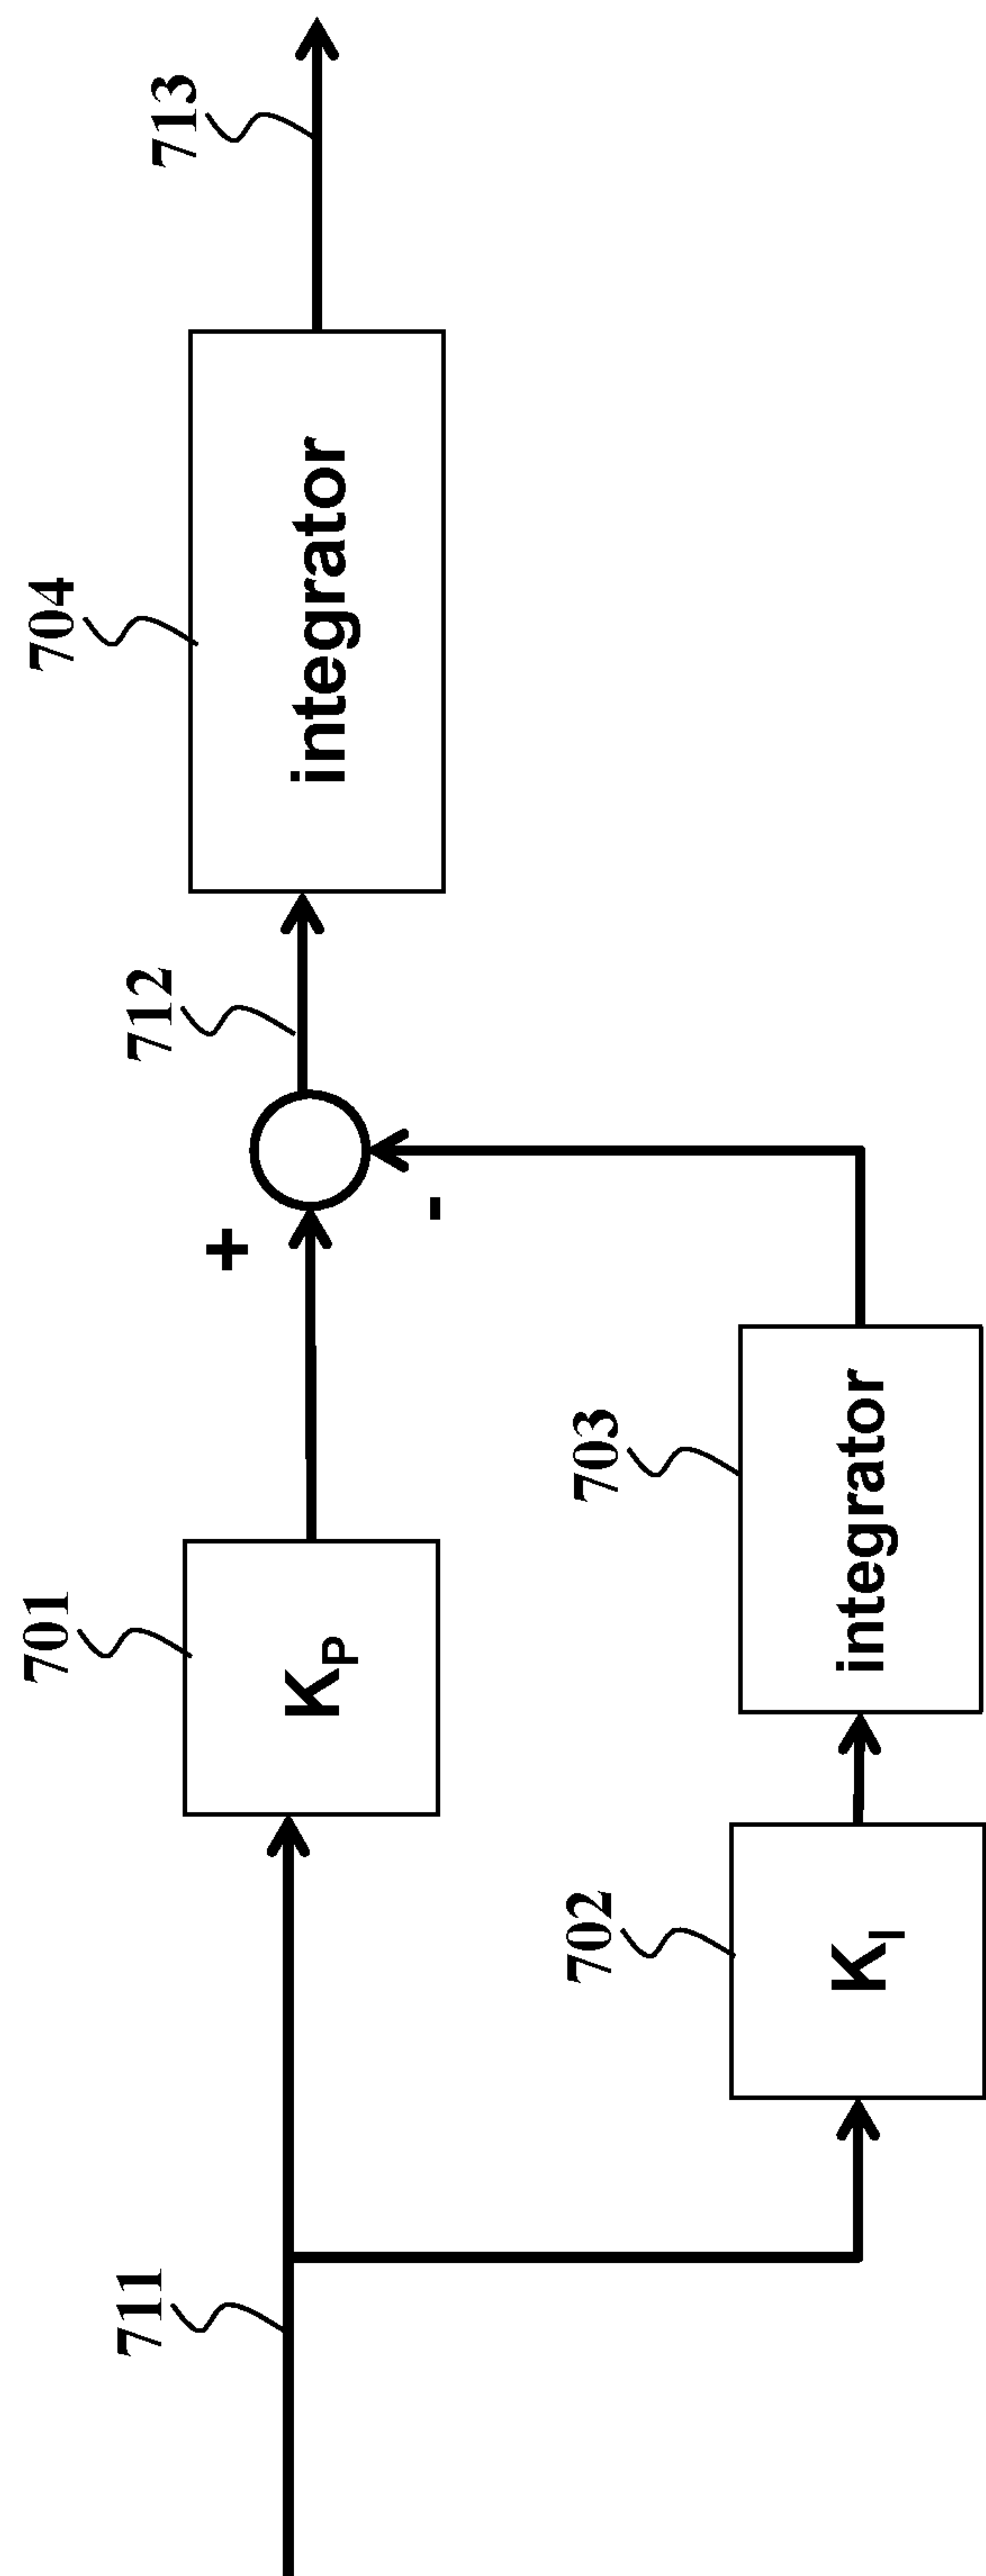 711
701
K_P
+
-
712
704
integrator
713
702
K_I
703
integrator